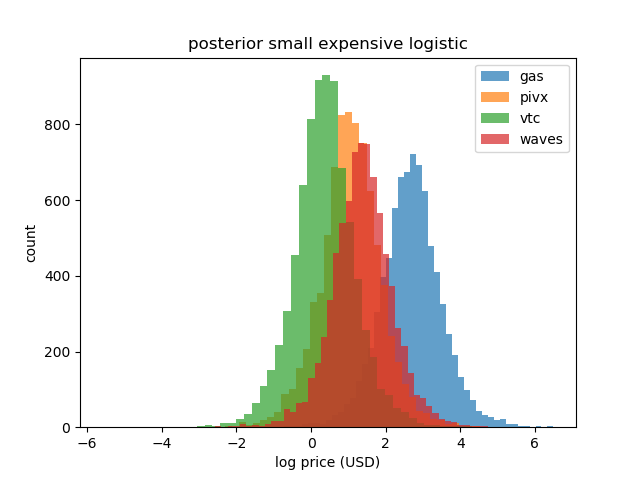 posterior small expensive logistic
gas
pivx
vtc
waves
count
800
600
400
200
0
−6
−4
−2
0
2
4
6
log price (USD)